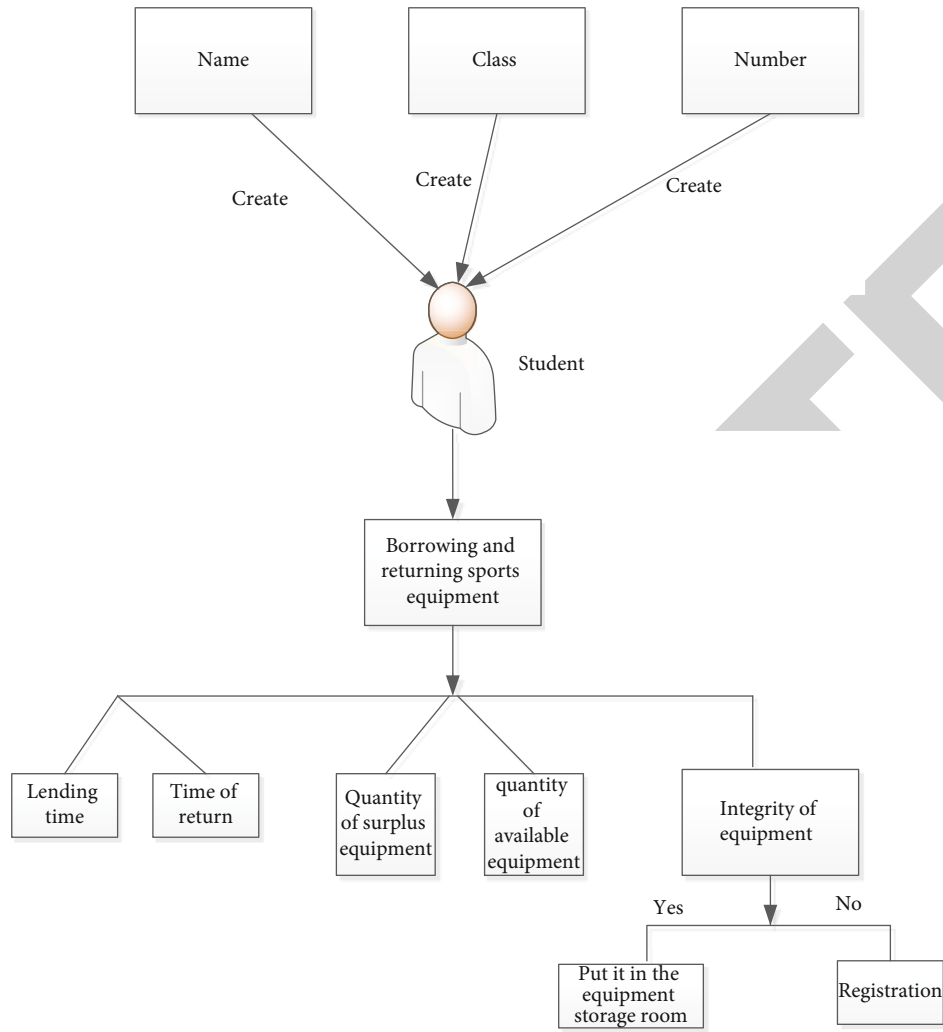 Name
Class
Number
Create
Create
Create
Student
Borrowing and
returning sports
equipment
Lending
time
Time of
return
Quantity
of surplus
equipment
quantity
of
available
equipment
Integrity of
equipment
Yes
No
Put it in the
equipment
storage room
Registration